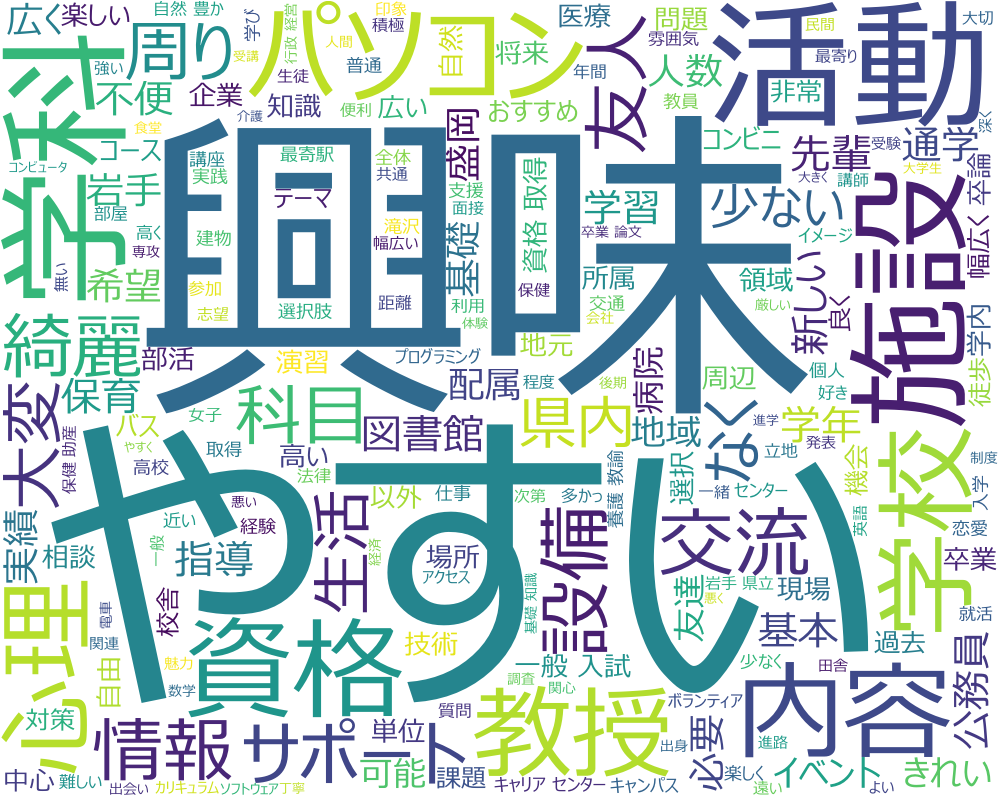 広く
楽しい
自然 豊か
学び
行政 経営
印象
積極
人間
医療
問題
大切
民間
パソコン
友人
活動
学科
周り
強い
不便
企業
受講
生徒
知識
普通
便利
広い
自然
将来
おすすめ
雰囲気
年間
人数
教員
非常
最寄り
深く
コース
食堂
介護
コンピュータ
岩手
講座
実践
最寄駅
テーマ
全体
共通
盛岡
コンビニ
先輩
受験
通学
大きく
大学生
講師
卒論
部屋
高く
専攻
無い
建物
滝沢
幅広い
支援
面接
基礎
資格 取得
学習
卒業 論文
少ない
イメージ
幅広く
施設
興味
希望
参加
志望
選択肢
距離
利用
体験
保健
所属
交通
会社
領域
厳しい
新しい
良く
学内
綺麗
部活
演習
プログラミング
地元
配属
程度
後期
病院
周辺
個人
好き
徒歩
保育
大変
女子
科目
図書館
県内
地域
なく
進学
学年
発表
機会
学校
制度
バス
やすく
取得
高い
法律
高校
保健 助産
以外
仕事
次第
多かっ
養護 教諭
選択
一緒
センター
立地
英語
入学
恋愛
やすい
実績
相談
近い
一般
悪い
経験
指導
生活
経済
場所
アクセス
基礎 知識
設備
交流
友達
岩手 県立
悪く
現場
卒業
就活
心理
電車
関連
校舎
自由
魅力
数学
資格
技術
一般 入試
調査
関心
少なく
基本
田舎
過去
公務員
対策
情報
サポート
単位
質問
教授
ボランティア
内容
中心
難しい
出会い
カリキュラム
ソフトウェア
丁寧
可能
課題
キャリア センター
キャンパス
出身
必要
楽しく
進路
遠い
イベント
よい
きれい